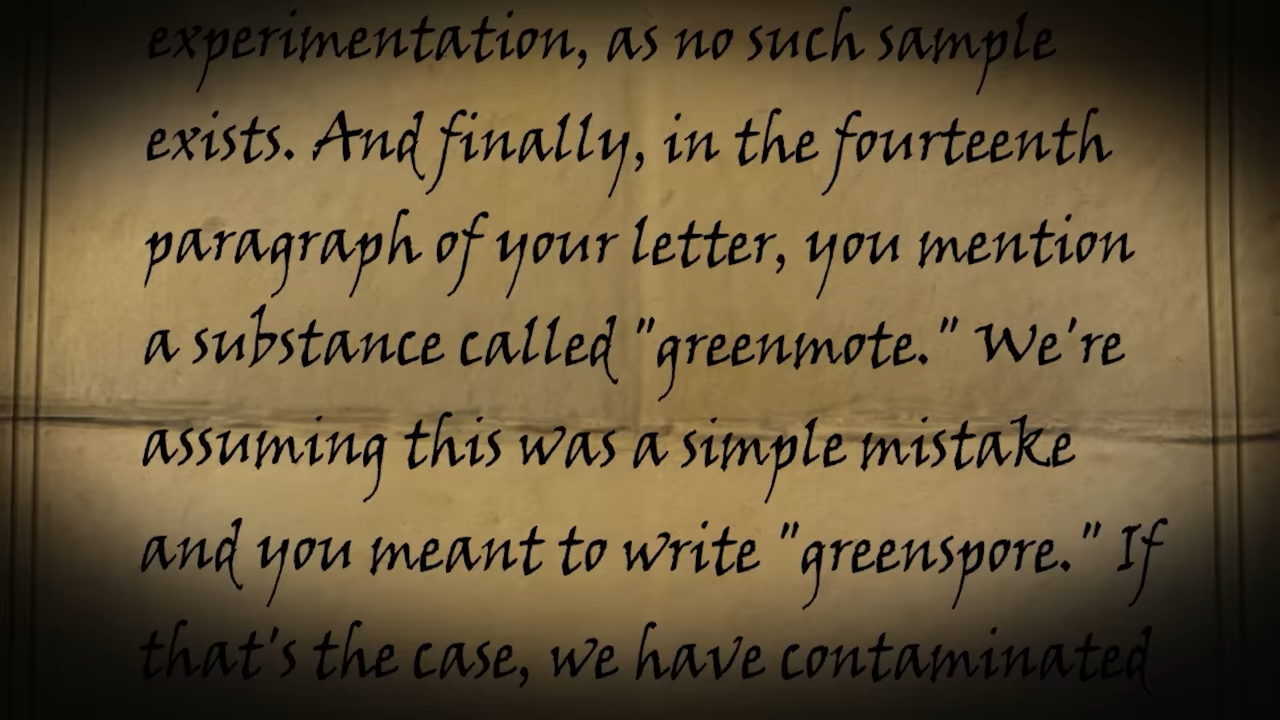 experimentation, as no such sample
exists. And finally, in the fourteenth
paragraph of your letter, you mention
a substance called "greenmote." We're
assuming this was a simple mistake
and you meant to write "greenspore." If
that's the case, we have contaminated